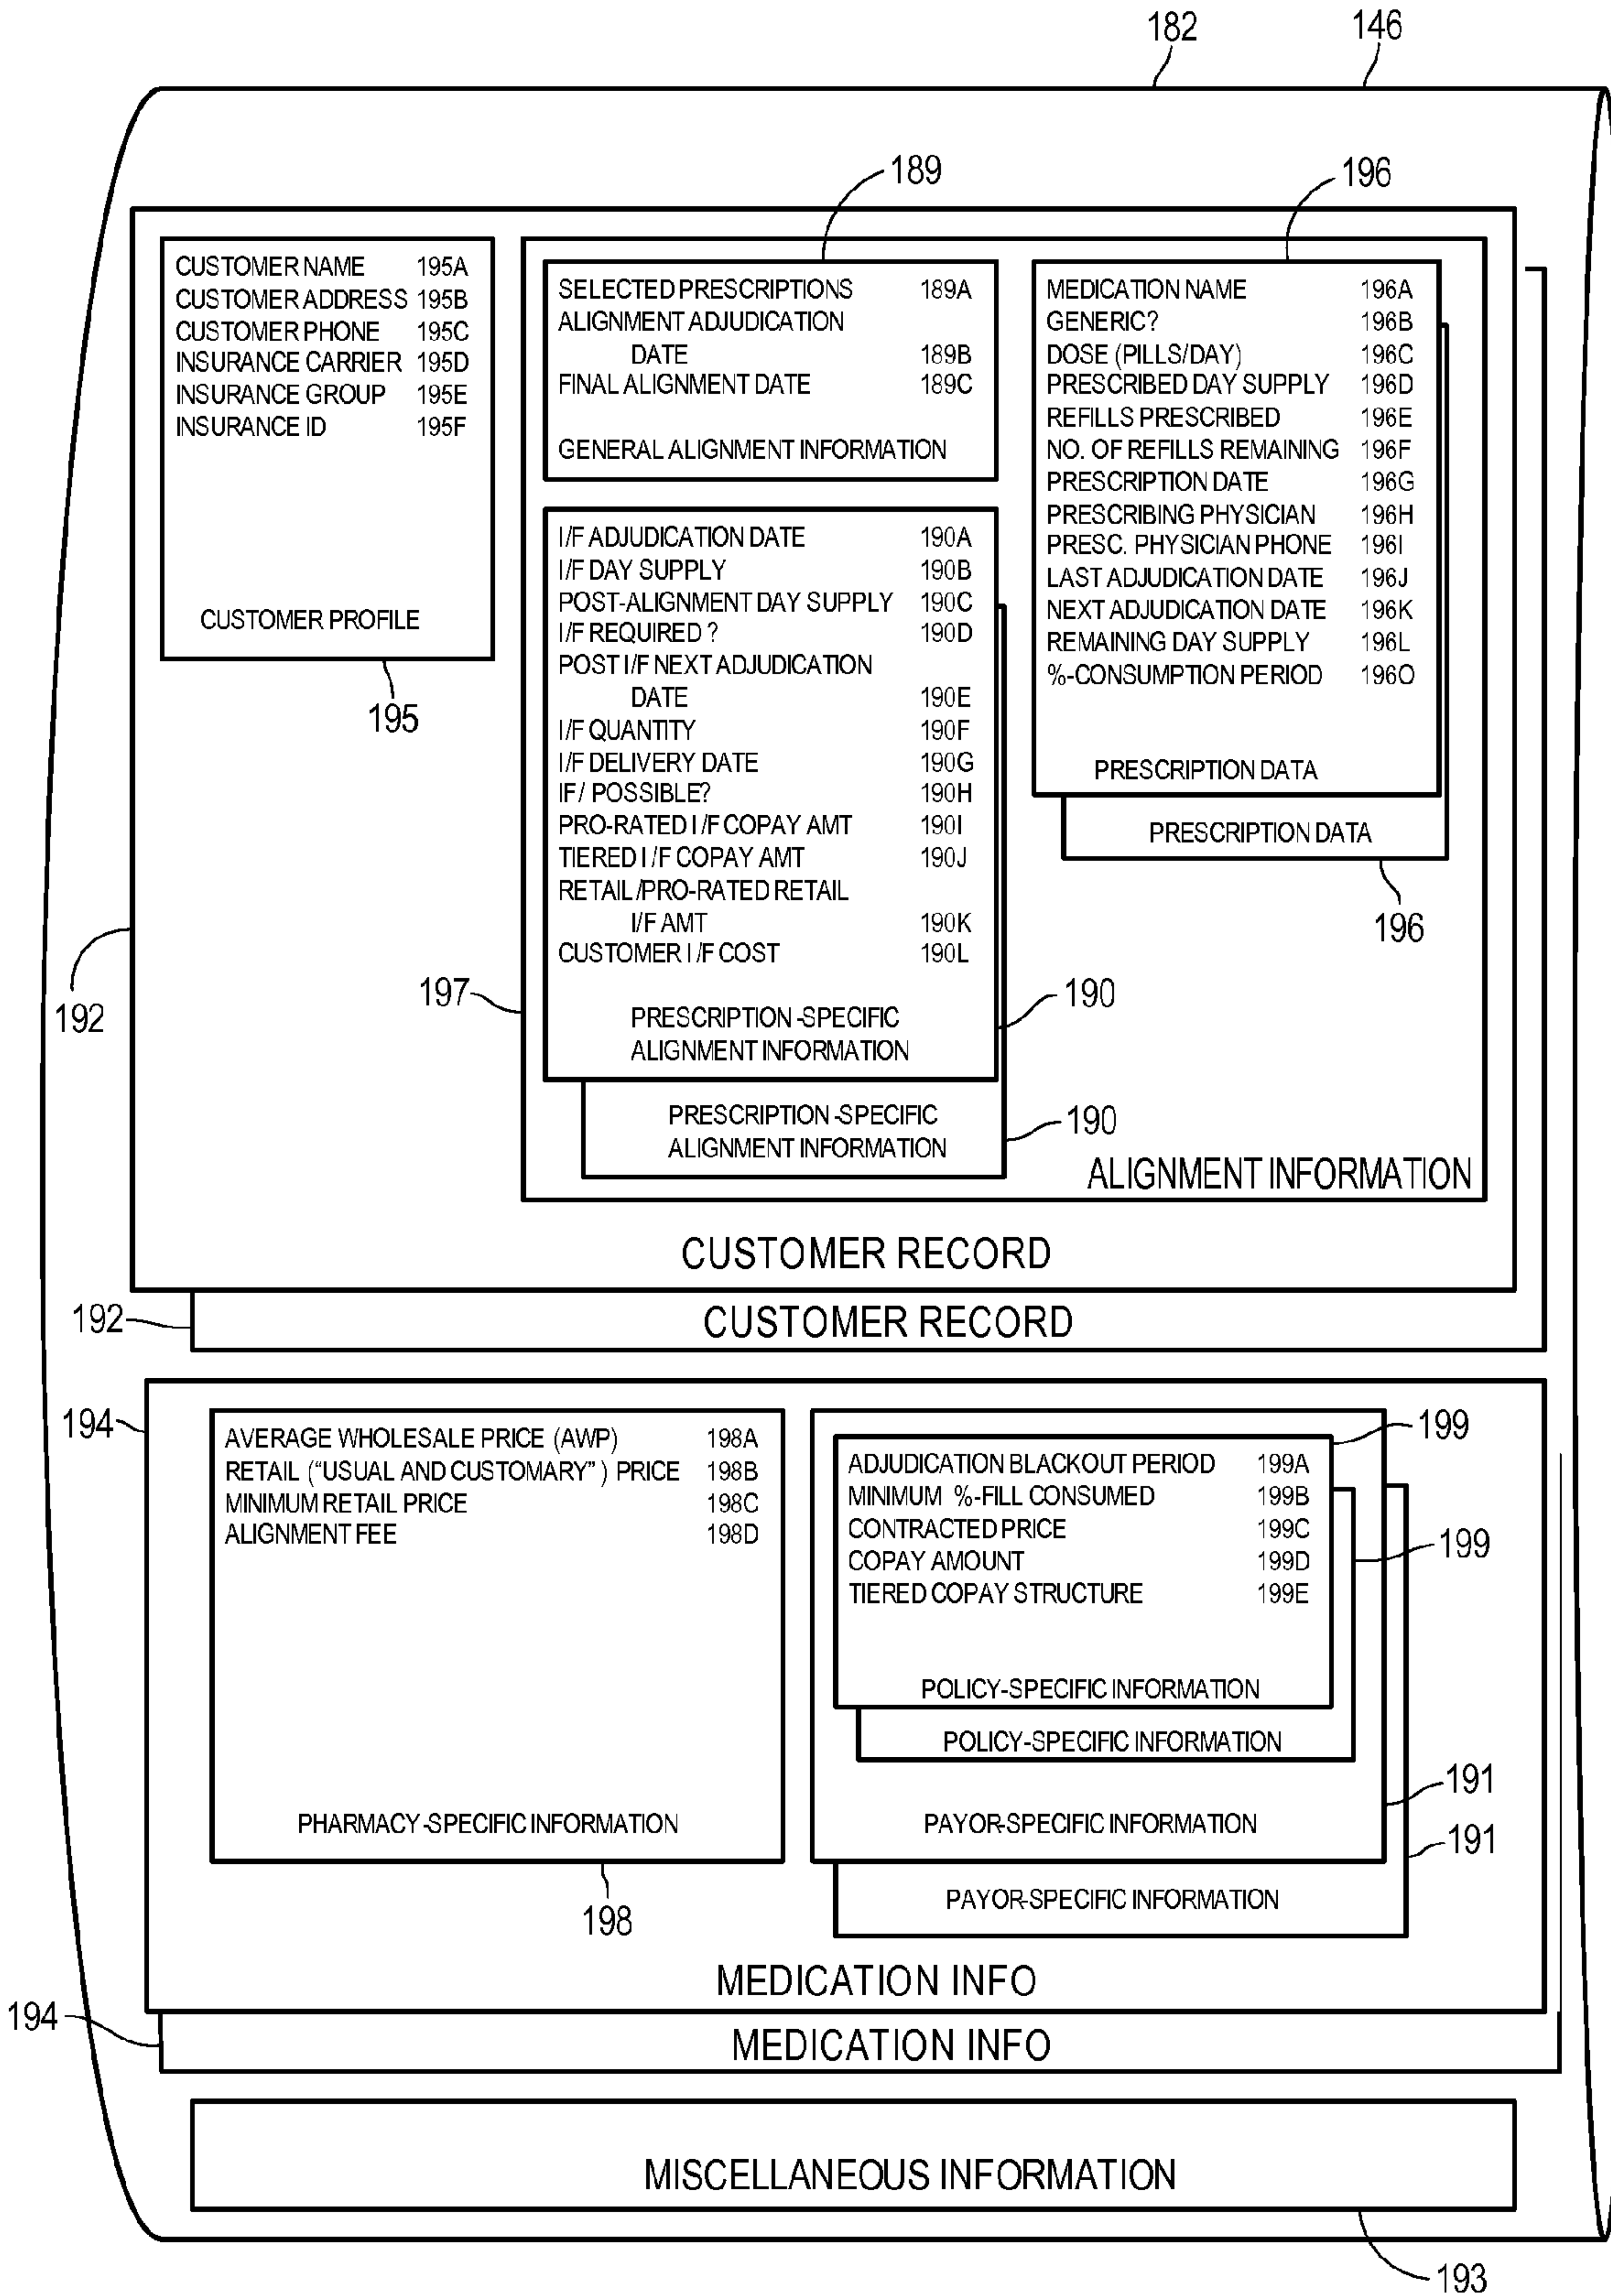 182 146
189
196
CUSTOMER NAME 195A
CUSTOMER ADDRESS 195B
CUSTOMER PHONE 195C
INSURANCE CARRIER 195D
INSURANCE GROUP 195E
INSURANCE ID 195F
CUSTOMER PROFILE
195
SELECTED PRESCRIPTIONS 189A
ALIGNMENT ADJUDICATION
DATE 189B
FINAL ALIGNMENT DATE 189C
GENERAL ALIGNMENT INFORMATION
I/F ADJUDICATION DATE 190A
I/F DAY SUPPLY 190B
POST-ALIGNMENT DAY SUPPLY 190C
I/F REQUIRED? 190D
POST I/F NEXT ADJUDICATION
DATE 190E
I/F QUANTITY 190F
I/F DELIVERY DATE 190G
IF/ POSSIBLE? 190H
PRO-RATED I/F COPAY AMT 190I
TIERED I/F COPAY AMT 190J
RETAIL/PRO-RATED RETAIL
I/F AMT 190K
CUSTOMER I/F COST 190L
PRESCRIPTION-SPECIFIC
ALIGNMENT INFORMATION
190
PRESCRIPTION-SPECIFIC
ALIGNMENT INFORMATION
190
MEDICATION NAME 196A
GENERIC? 196B
DOSE (PILLS/DAY) 196C
PRESCRIBED DAY SUPPLY 196D
REFILLS PRESCRIBED 196E
NO. OF REFILLS REMAINING 196F
PRESCRIPTION DATE 196G
PRESCRIBING PHYSICIAN 196H
PRESC. PHYSICIAN PHONE 196I
LAST ADJUDICATION DATE 196J
NEXT ADJUDICATION DATE 196K
REMAINING DAY SUPPLY 196L
%-CONSUMPTION PERIOD 196O
PRESCRIPTION DATA
PRESCRIPTION DATA
196
197
192
ALIGNMENT INFORMATION
CUSTOMER RECORD
192
CUSTOMER RECORD
194
AVERAGE WHOLESALE PRICE (AWP) 198A
RETAIL ("USUAL AND CUSTOMARY") PRICE 198B
MINIMUM RETAIL PRICE 198C
ALIGNMENT FEE 198D
PHARMACY-SPECIFIC INFORMATION
198
199
ADJUDICATION BLACKOUT PERIOD 199A
MINIMUM %-FILL CONSUMED 199B
CONTRACTED PRICE 199C
COPAY AMOUNT 199D
TIERED COPAY STRUCTURE 199E
POLICY-SPECIFIC INFORMATION
199
POLICY-SPECIFIC INFORMATION
191
PAYOR-SPECIFIC INFORMATION
191
PAYOR-SPECIFIC INFORMATION
MEDICATION INFO
194
MEDICATION INFO
MISCELLANEOUS INFORMATION
193